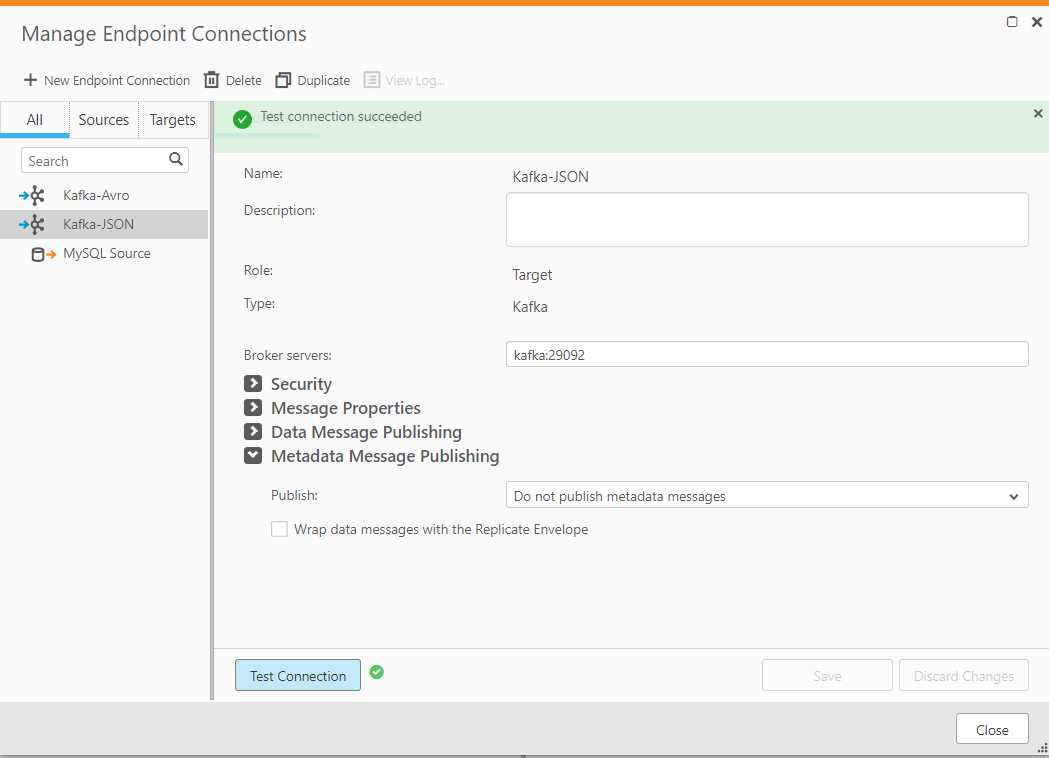 Manage Endpoint Connections
New Endpoint Connection Delete Duplicate View Log...
All Sources Targets
Test connection succeeded
Search
Kafka-Avro
Kafka-JSON
MySQL Source
Name: Kafka-JSON
Description:
Role: Target
Type: Kafka
Broker servers: kafka:29092
Security
Message Properties
Data Message Publishing
Metadata Message Publishing
Publish: Do not publish metadata messages
Wrap data messages with the Replicate Envelope
Test Connection Save Discard Changes
Close